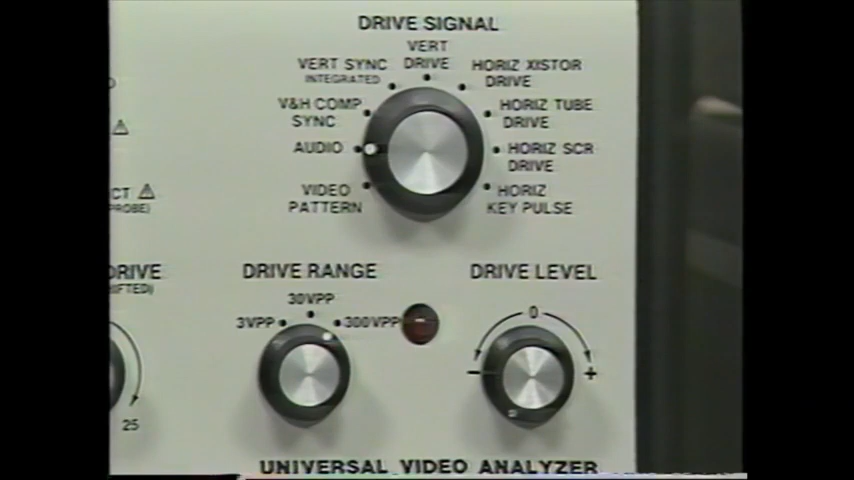 DRIVE SIGNAL
VERT
DRIVE
VERT SYNC
INTEGRATED
HORIZ XISTOR
DRIVE
V&H COMP
SYNC
HORIZ TUBE
DRIVE
AUDIO
HORIZ SCR
DRIVE
VIDEO
PATTERN
HORIZ
KEY PULSE
CT
PROBE)
DRIVE
IFTED)
25
DRIVE RANGE
3VPP
30VPP
300VPP
DRIVE LEVEL
0
- +
UNIVERSAL VIDEO ANALYZER